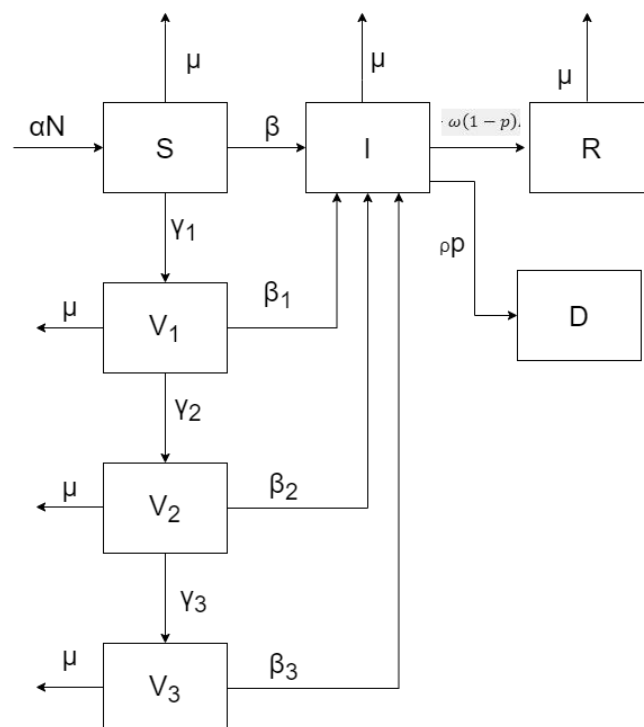 μ μ μ
αN S β I · ω(1 − p). R
γ1
ρp
μ V1 β1 D
γ2
μ V2 β2
γ3
μ V3 β3